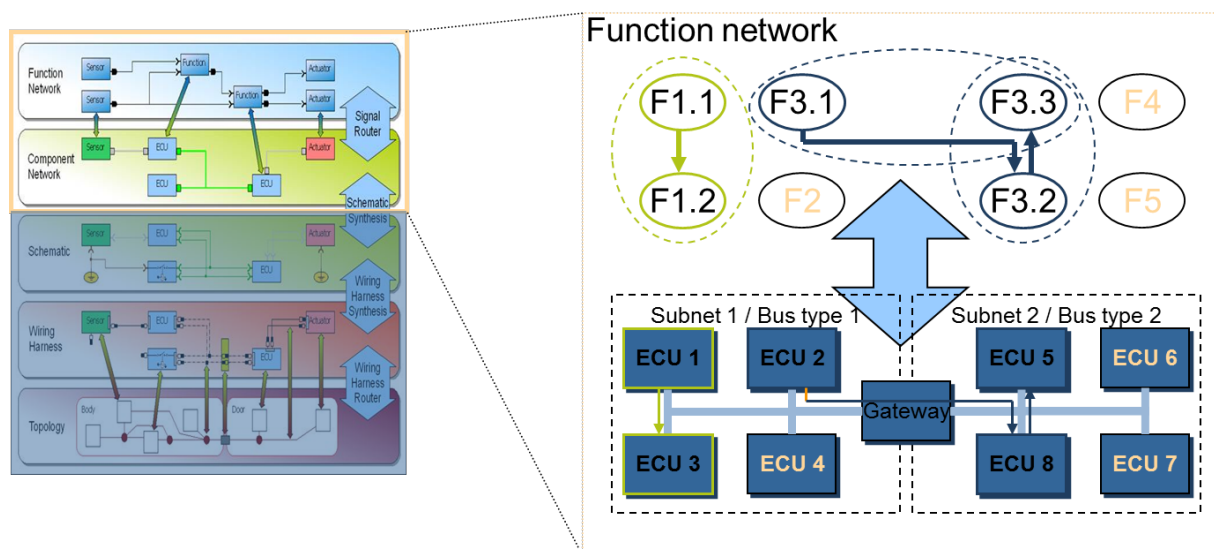 Function
Network
Sensor
Function
Actuator
Sensor
Function
Actuator
Signal
Router
Component
Network
Sensor
ECU
Actuator
ECU
ECU
Schematic
Synthesis
Schematic
Sensor
ECU
Actuator
ECU
Wiring
Harness
Synthesis
Wiring
Harness
Sensor
ECU
Actuator
ECU
Wiring
Harness
Router
Topology
Body
Door
Function network
F1.1
F3.1
F3.3
F4
F1.2
F2
F3.2
F5
Subnet 1 / Bus type 1
Subnet 2 / Bus type 2
ECU 1
ECU 2
ECU 5
ECU 6
Gateway
ECU 3
ECU 4
ECU 8
ECU 7